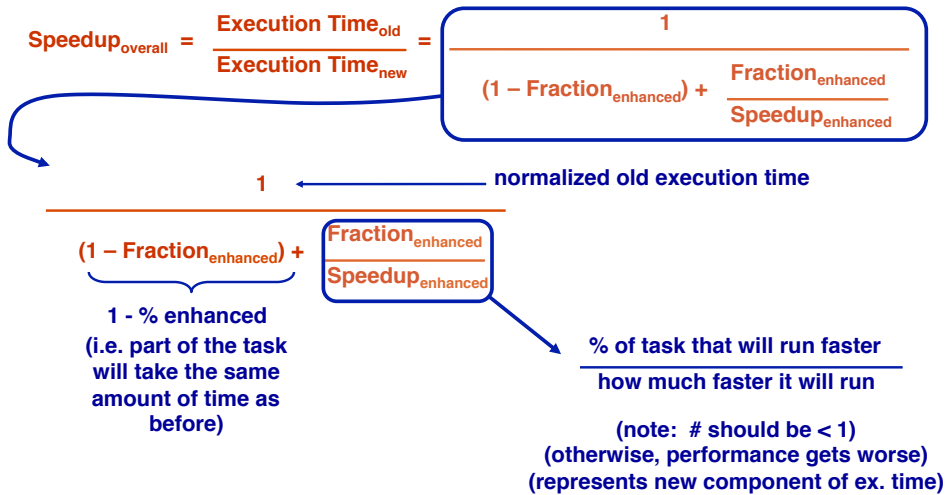 Speedup_overall = Execution Time_old / Execution Time_new = 1 / ((1 – Fraction_enhanced) + Fraction_enhanced / Speedup_enhanced)
1
normalized old execution time
(1 – Fraction_enhanced) + Fraction_enhanced / Speedup_enhanced
1 - % enhanced
(i.e. part of the task
will take the same
amount of time as
before)
% of task that will run faster
how much faster it will run
(note: # should be < 1)
(otherwise, performance gets worse)
(represents new component of ex. time)